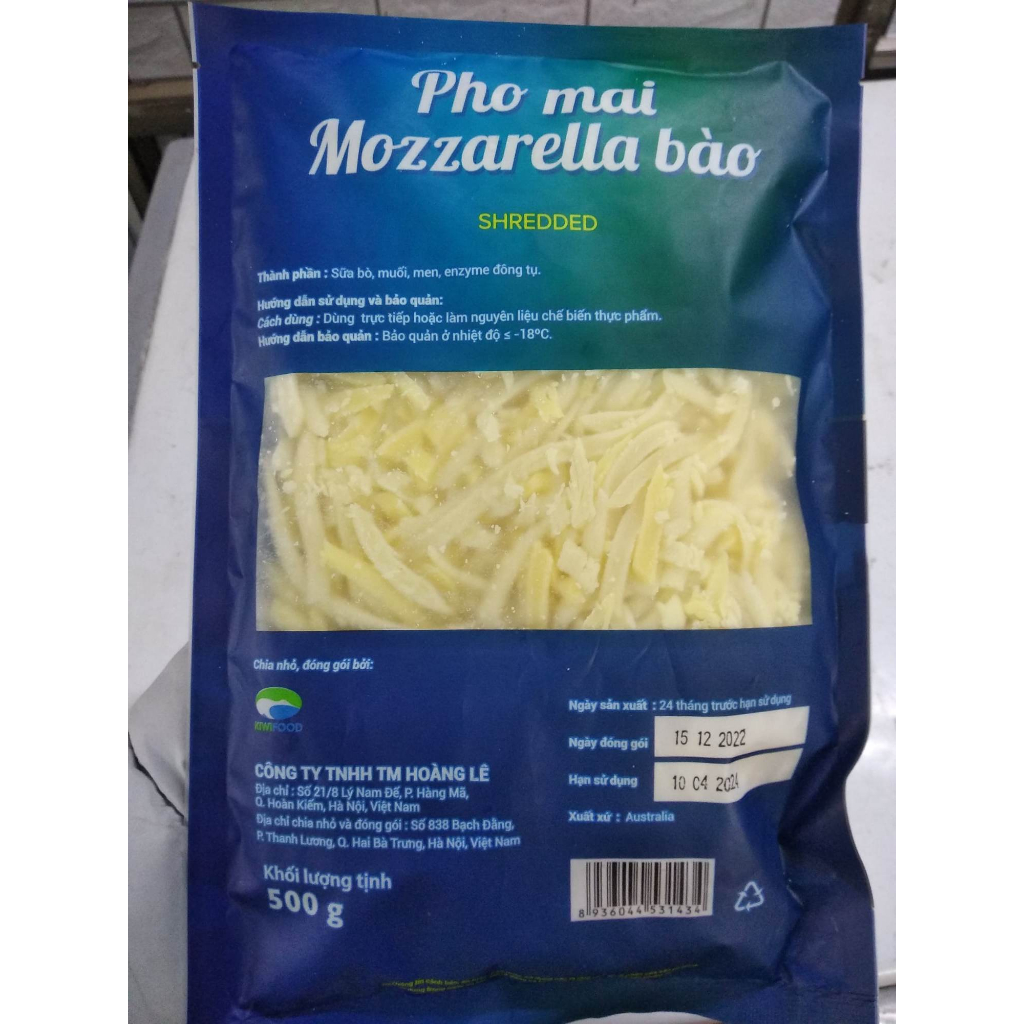 Pho mai
Mozzarella bào
SHREDDED
Thành phần : Sữa bò, muối, men, enzyme đông tụ.
Hướng dẫn sử dụng và bảo quản:
Cách dùng : Dùng trực tiếp hoặc làm nguyên liệu chế biến thực phẩm.
Hướng dẫn bảo quản : Bảo quản ở nhiệt độ ≤ -18ºC.
Chia nhỏ, đóng gói bởi:
KIWIFOOD
CÔNG TY TNHH TM HOÀNG LÊ
Địa chỉ : Số 21/8 Lý Nam Đế, P. Hàng Mã,
Q. Hoàn Kiếm, Hà Nội, Việt Nam
Địa chỉ chia nhỏ và đóng gói : Số 838 Bạch Đằng,
P. Thanh Lương, Q. Hai Bà Trưng, Hà Nội, Việt Nam
Khối lượng tịnh
500 g
Ngày sản xuất : 24 tháng trước hạn sử dụng
Ngày đóng gói 15 12 2022
Hạn sử dụng 10 04 2024
Xuất xứ : Australia
8 936044 531434